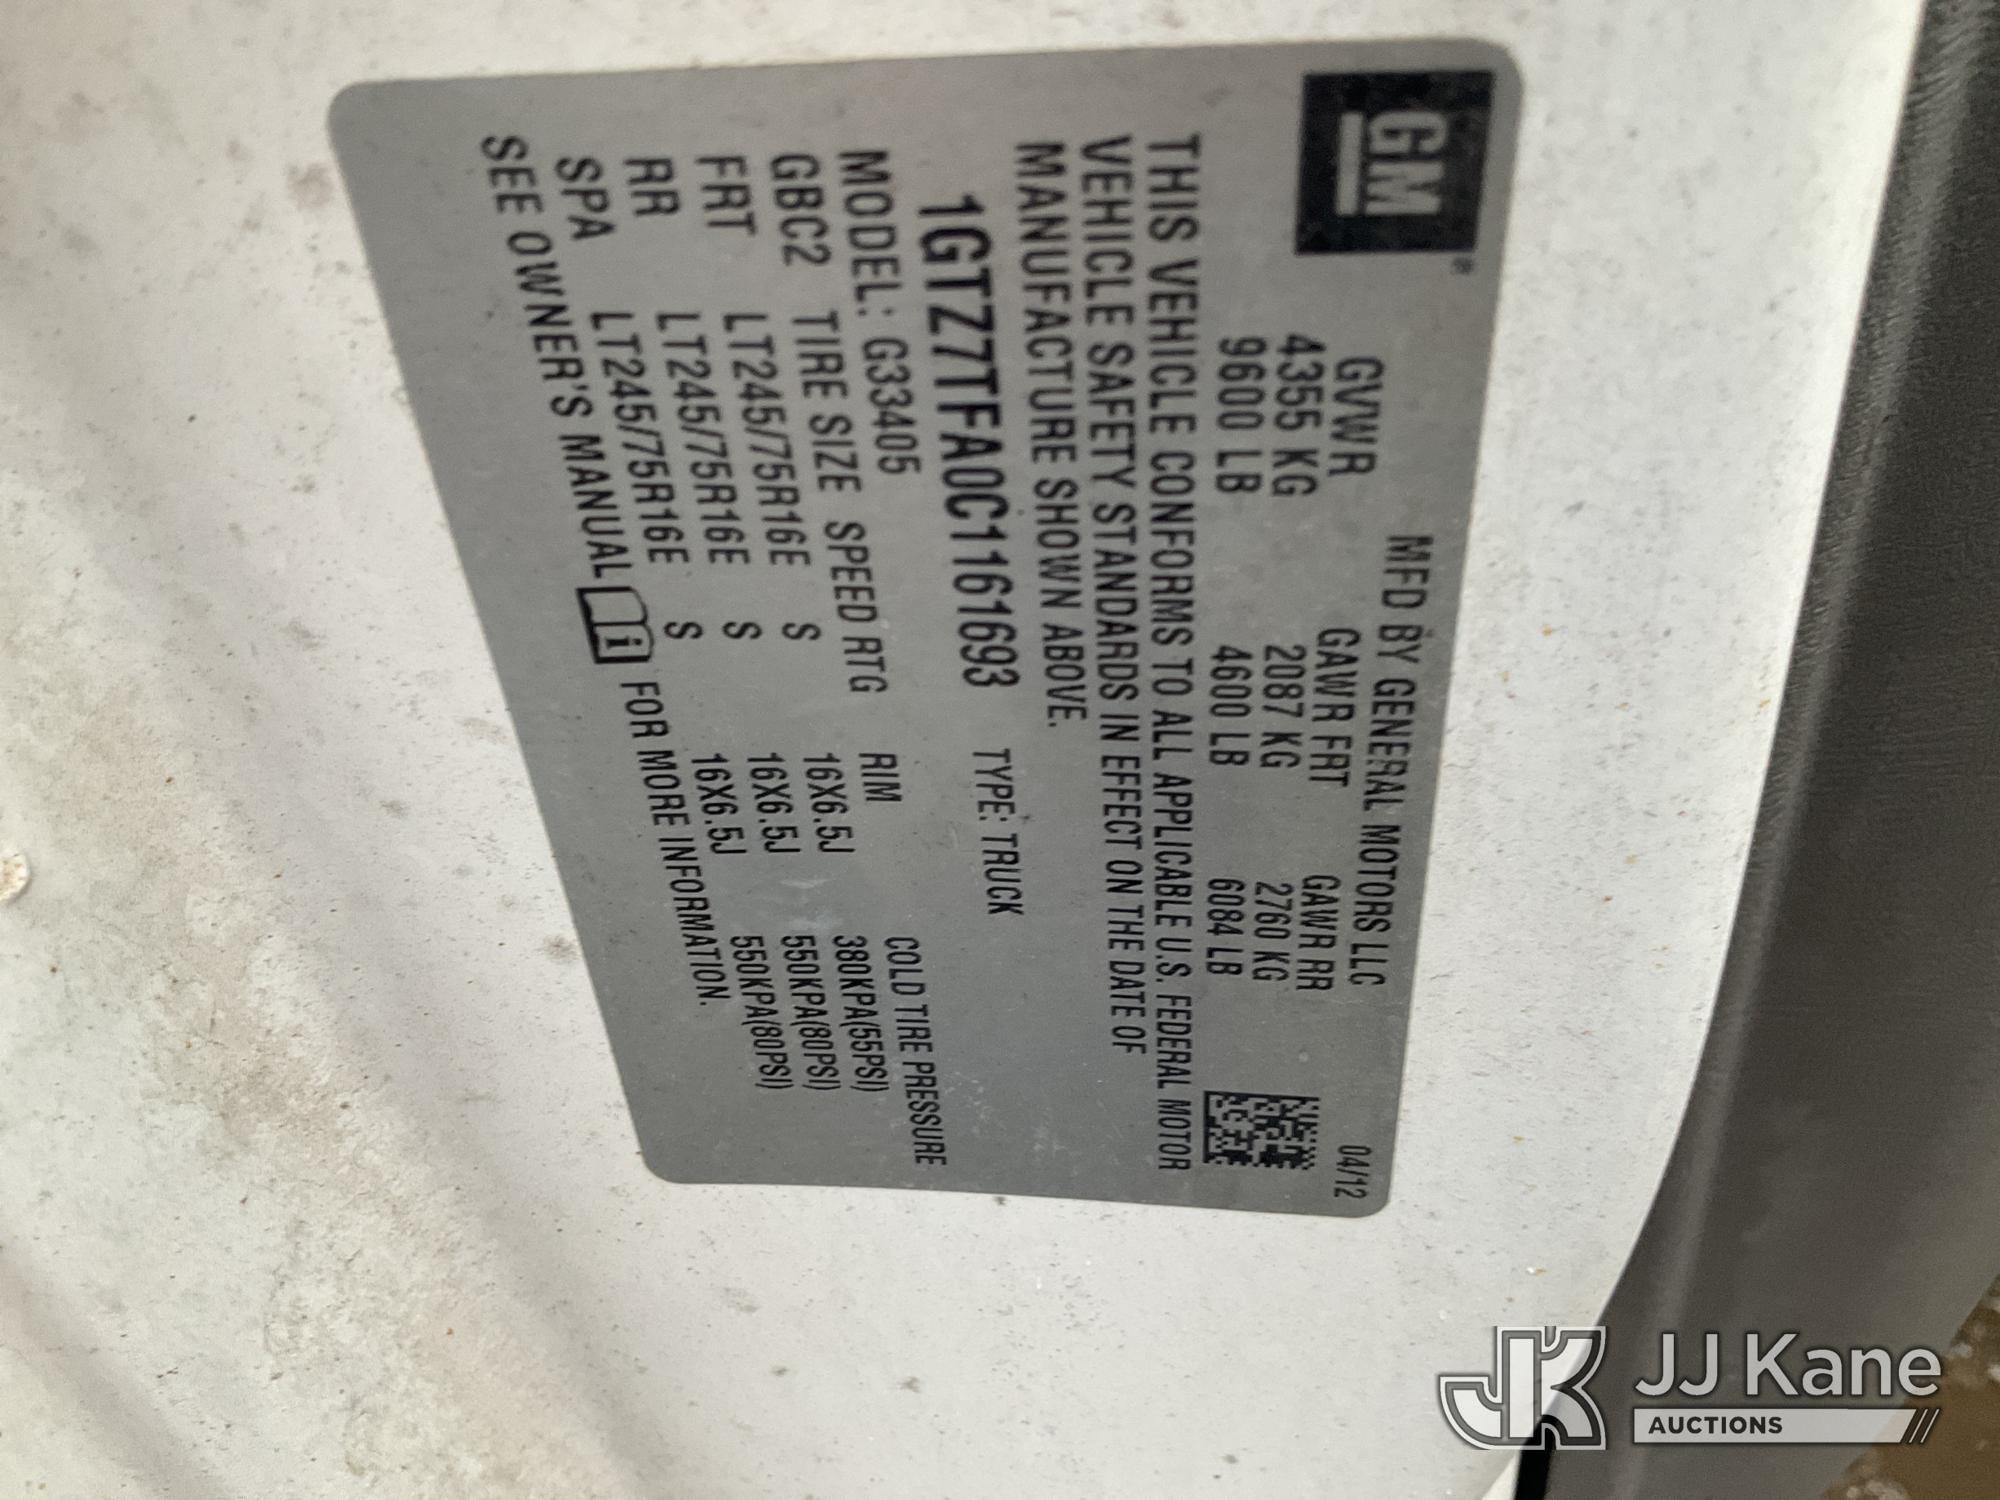 GM
MFD BY GENERAL MOTORS LLC
04/12
GVWR GAWR FRT GAWR RR
4355 KG 2087 KG 2760 KG
9600 LB 4600 LB 6084 LB
THIS VEHICLE CONFORMS TO ALL APPLICABLE U.S. FEDERAL MOTOR
VEHICLE SAFETY STANDARDS IN EFFECT ON THE DATE OF
MANUFACTURE SHOWN ABOVE.
1GTZ7TFA0C1161693 TYPE: TRUCK
MODEL: G33405
GBC2 TIRE SIZE SPEED RTG RIM COLD TIRE PRESSURE
FRT LT245/75R16E S 16X6.5J 380KPA(55PSI)
RR LT245/75R16E S 16X6.5J 550KPA(80PSI)
SPA LT245/75R16E S 16X6.5J 550KPA(80PSI)
SEE OWNER'S MANUAL i FOR MORE INFORMATION.
JK JJ Kane
AUCTIONS